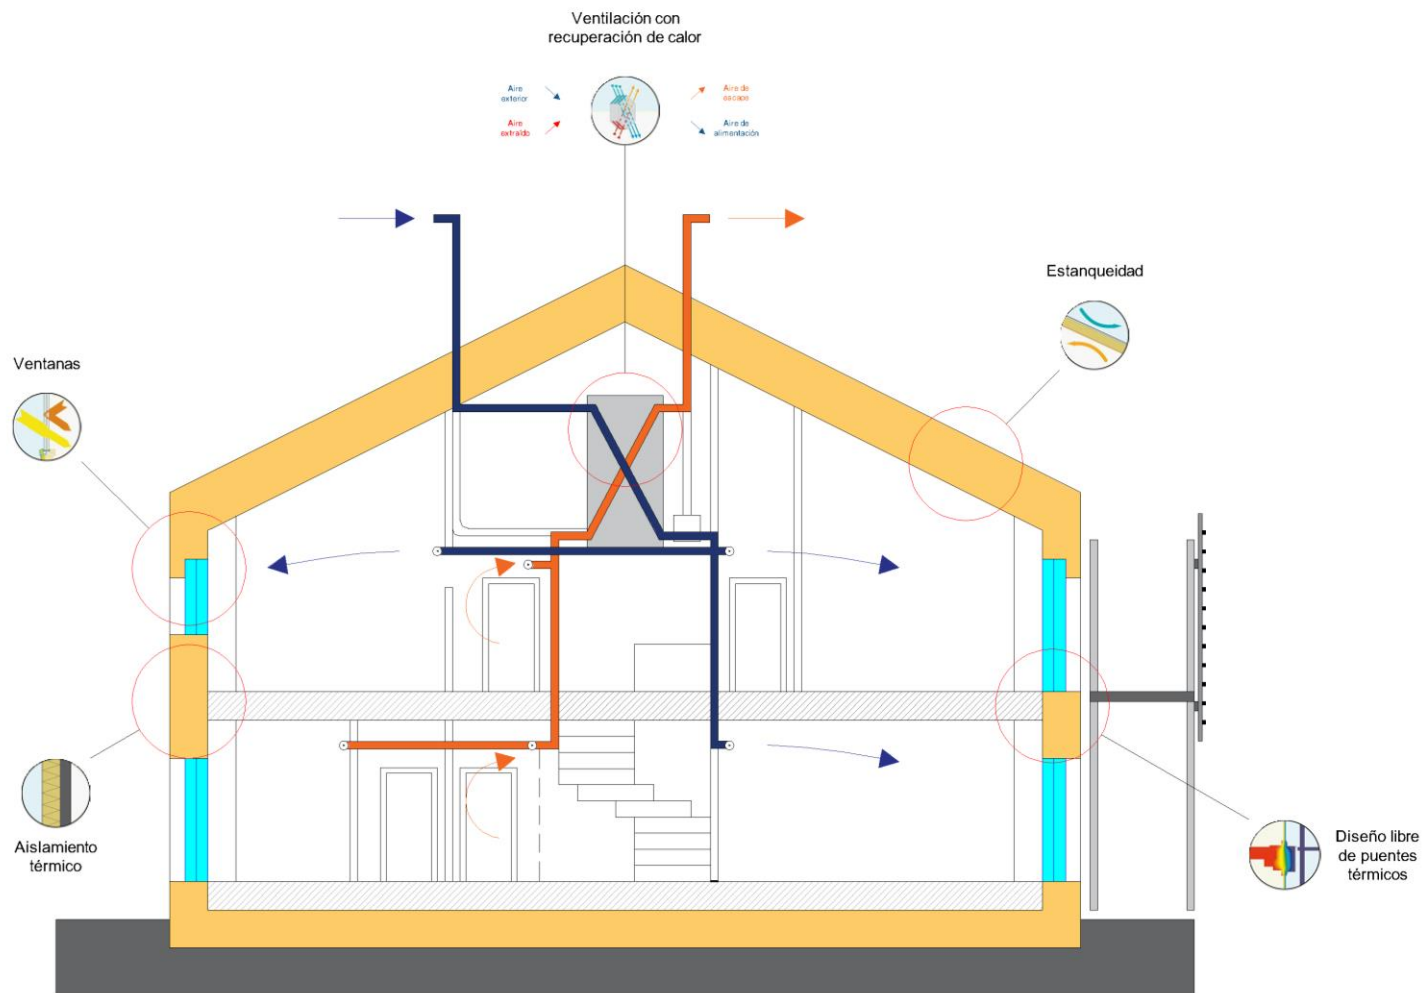 Ventilación con
recuperación de calor
Aire
exterior
Aire de
escape
Aire
extraído
Aire de
alimentación
Estanqueidad
Ventanas
Aislamiento
térmico
Diseño libre
de puentes
térmicos